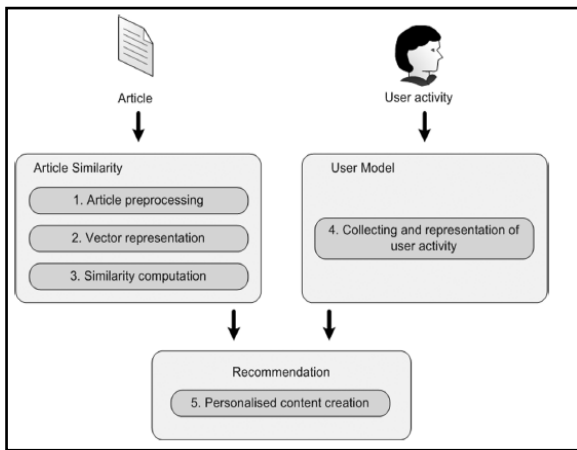 Article
User activity
Article Similarity
1. Article preprocessing
2. Vector representation
3. Similarity computation
User Model
4. Collecting and representation of
user activity
Recommendation
5. Personalised content creation